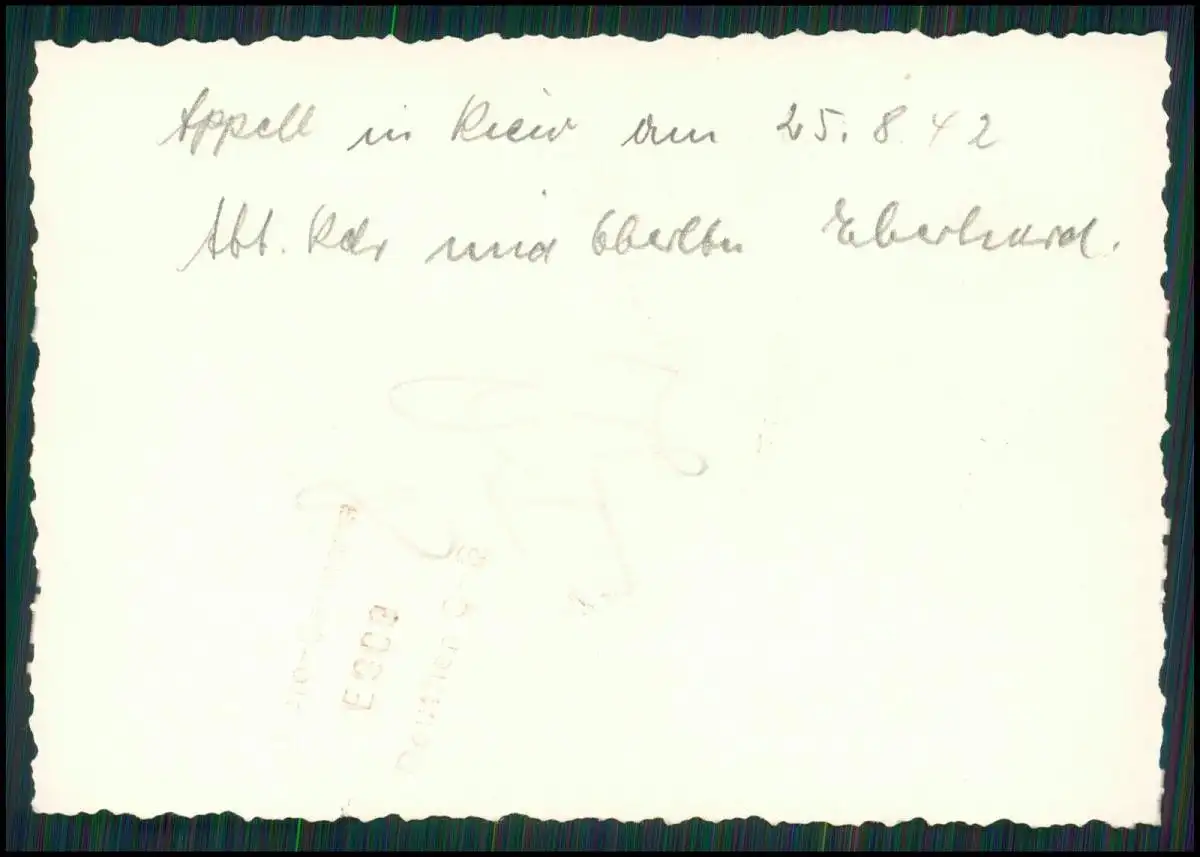 Appell in Kiew am 25.8.42
Abt. Kdr und Oberltn Eberhard.